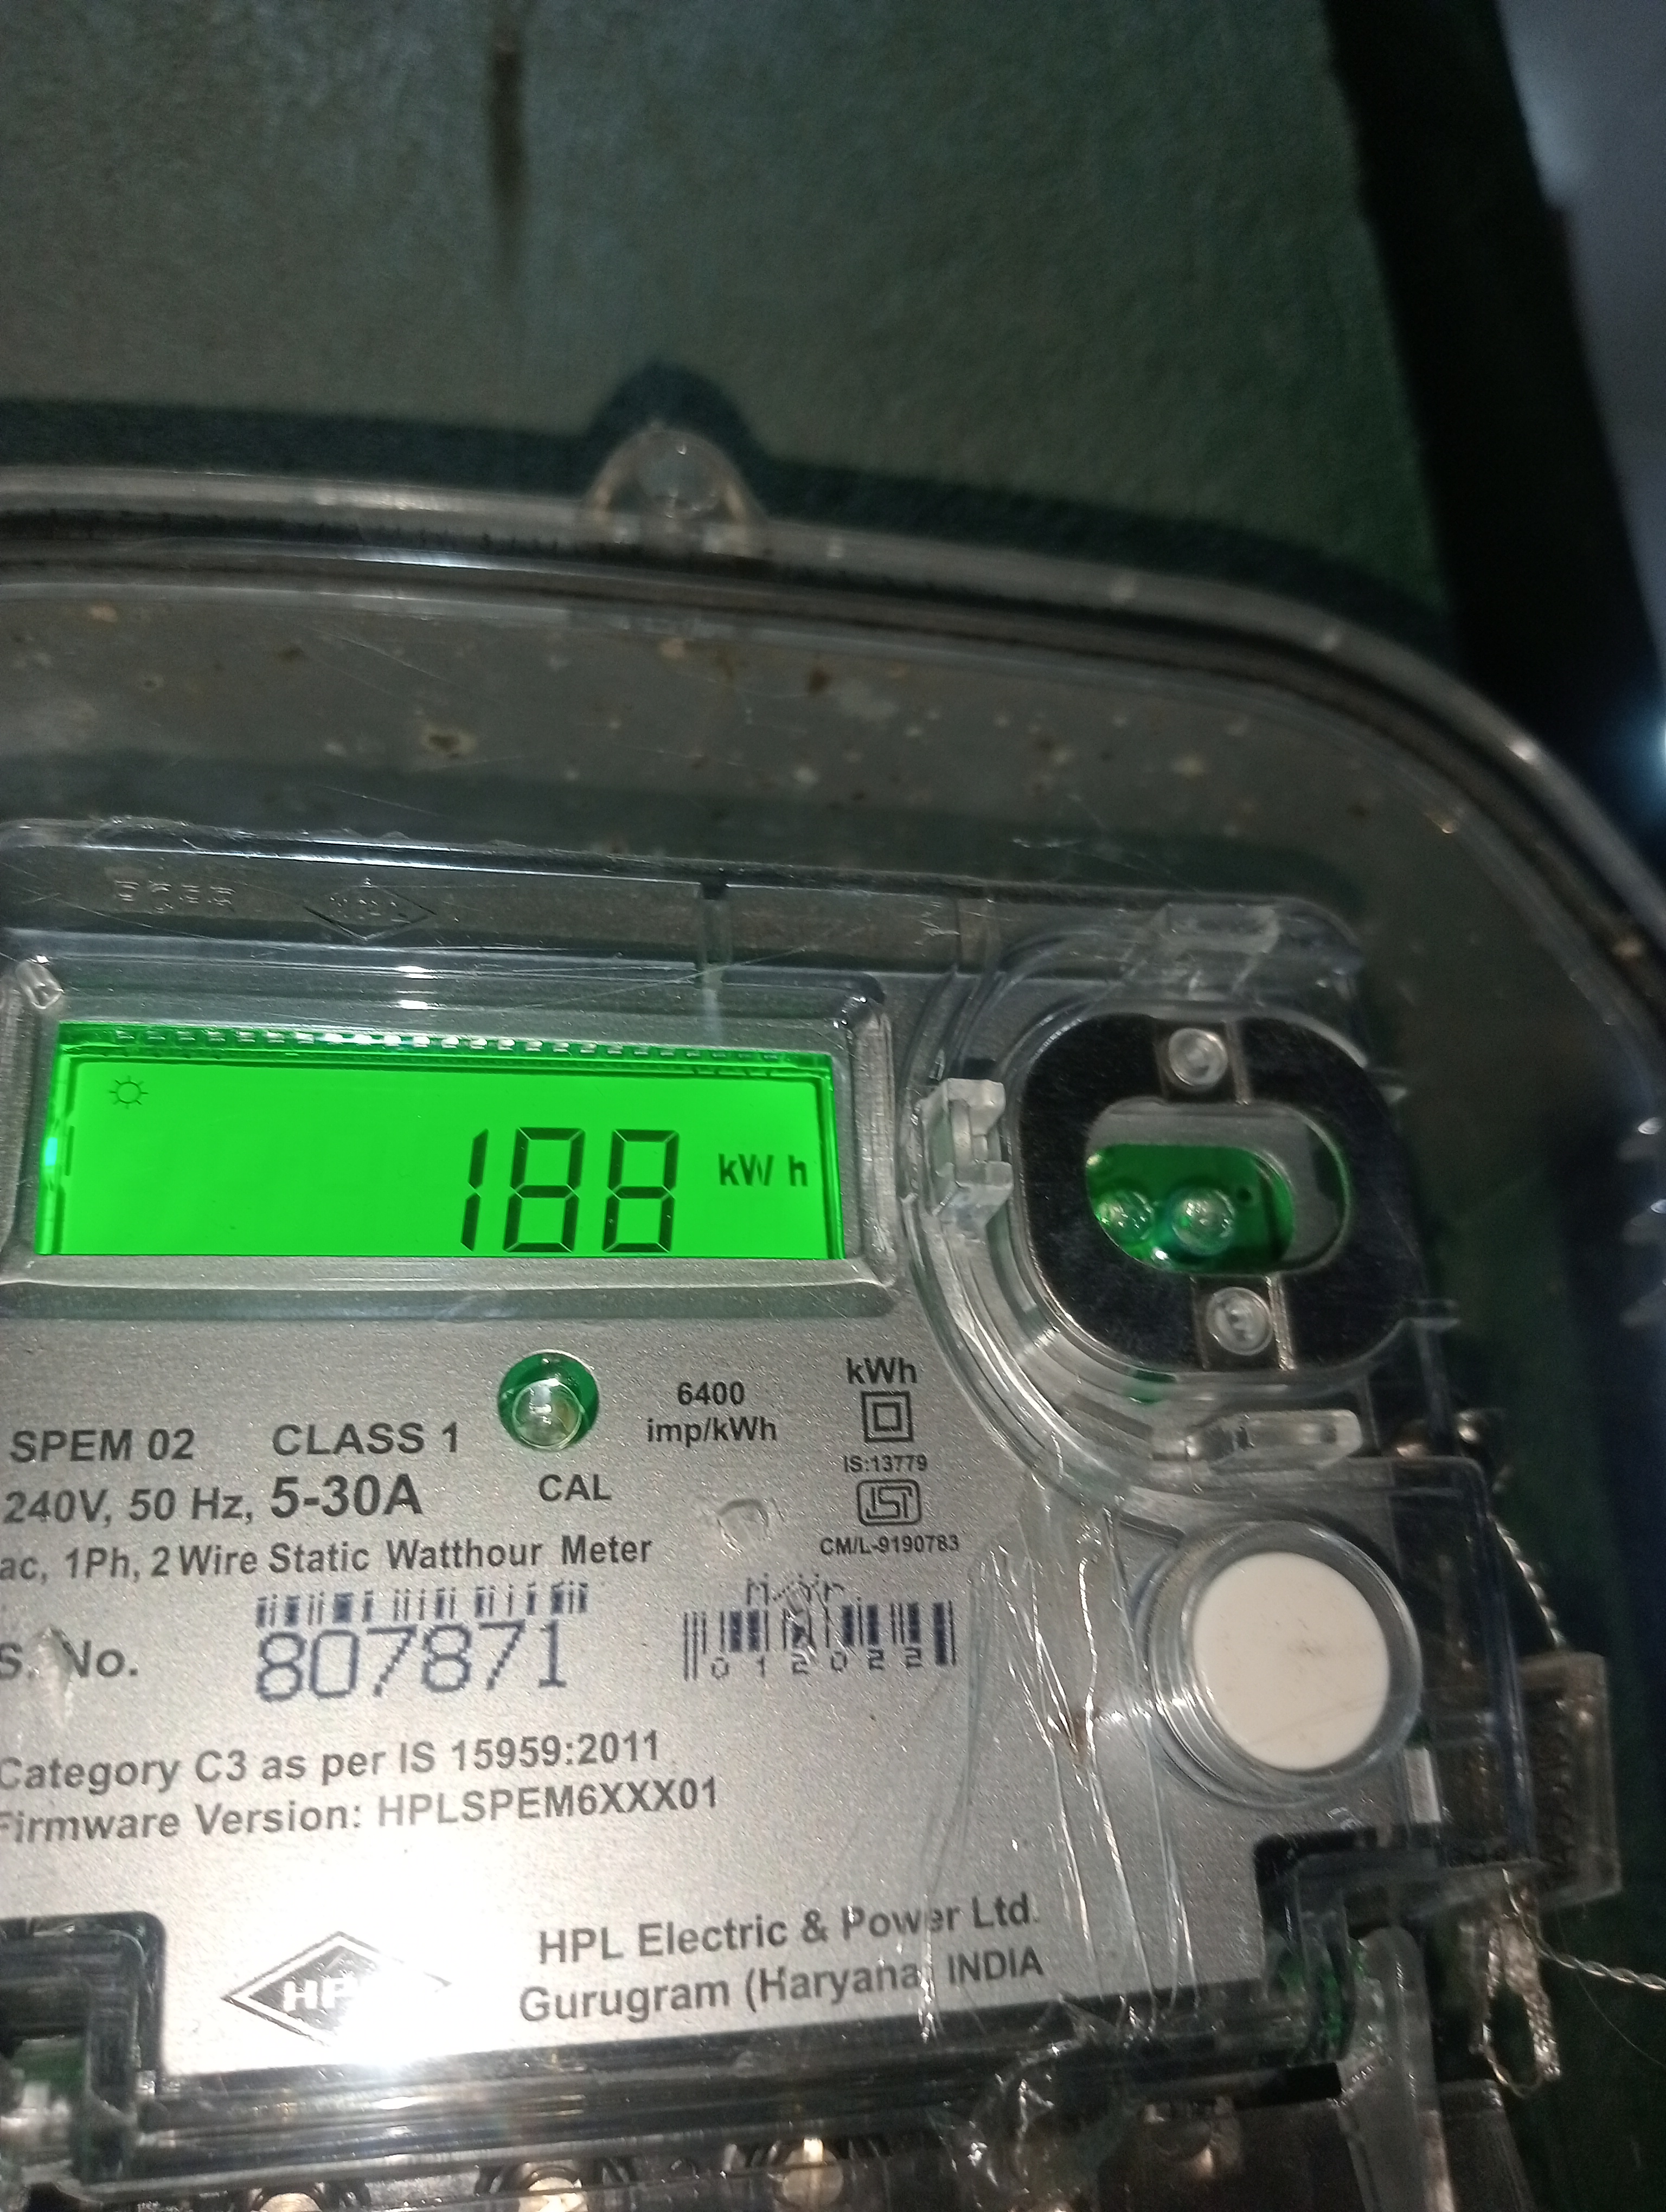 188 kWh
6400
imp/kWh
kWh
IS:13779
ISI
CM/L-9190783
SPEM 02 CLASS 1
240V, 50 Hz, 5-30A
CAL
ac, 1Ph, 2 Wire Static Watthour Meter
S. No. 807871
012022
Category C3 as per IS 15959:2011
Firmware Version: HPLSPEM6XXX01
HPL Electric & Power Ltd.
Gurugram (Haryana) INDIA